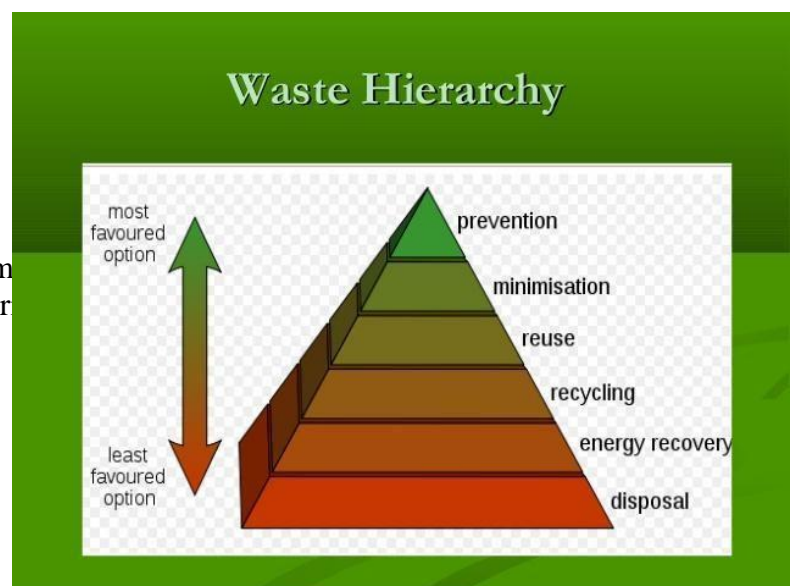 Waste Hierarchy
most
favoured
option
prevention
minimisation
reuse
recycling
energy recovery
least
favoured
option
disposal